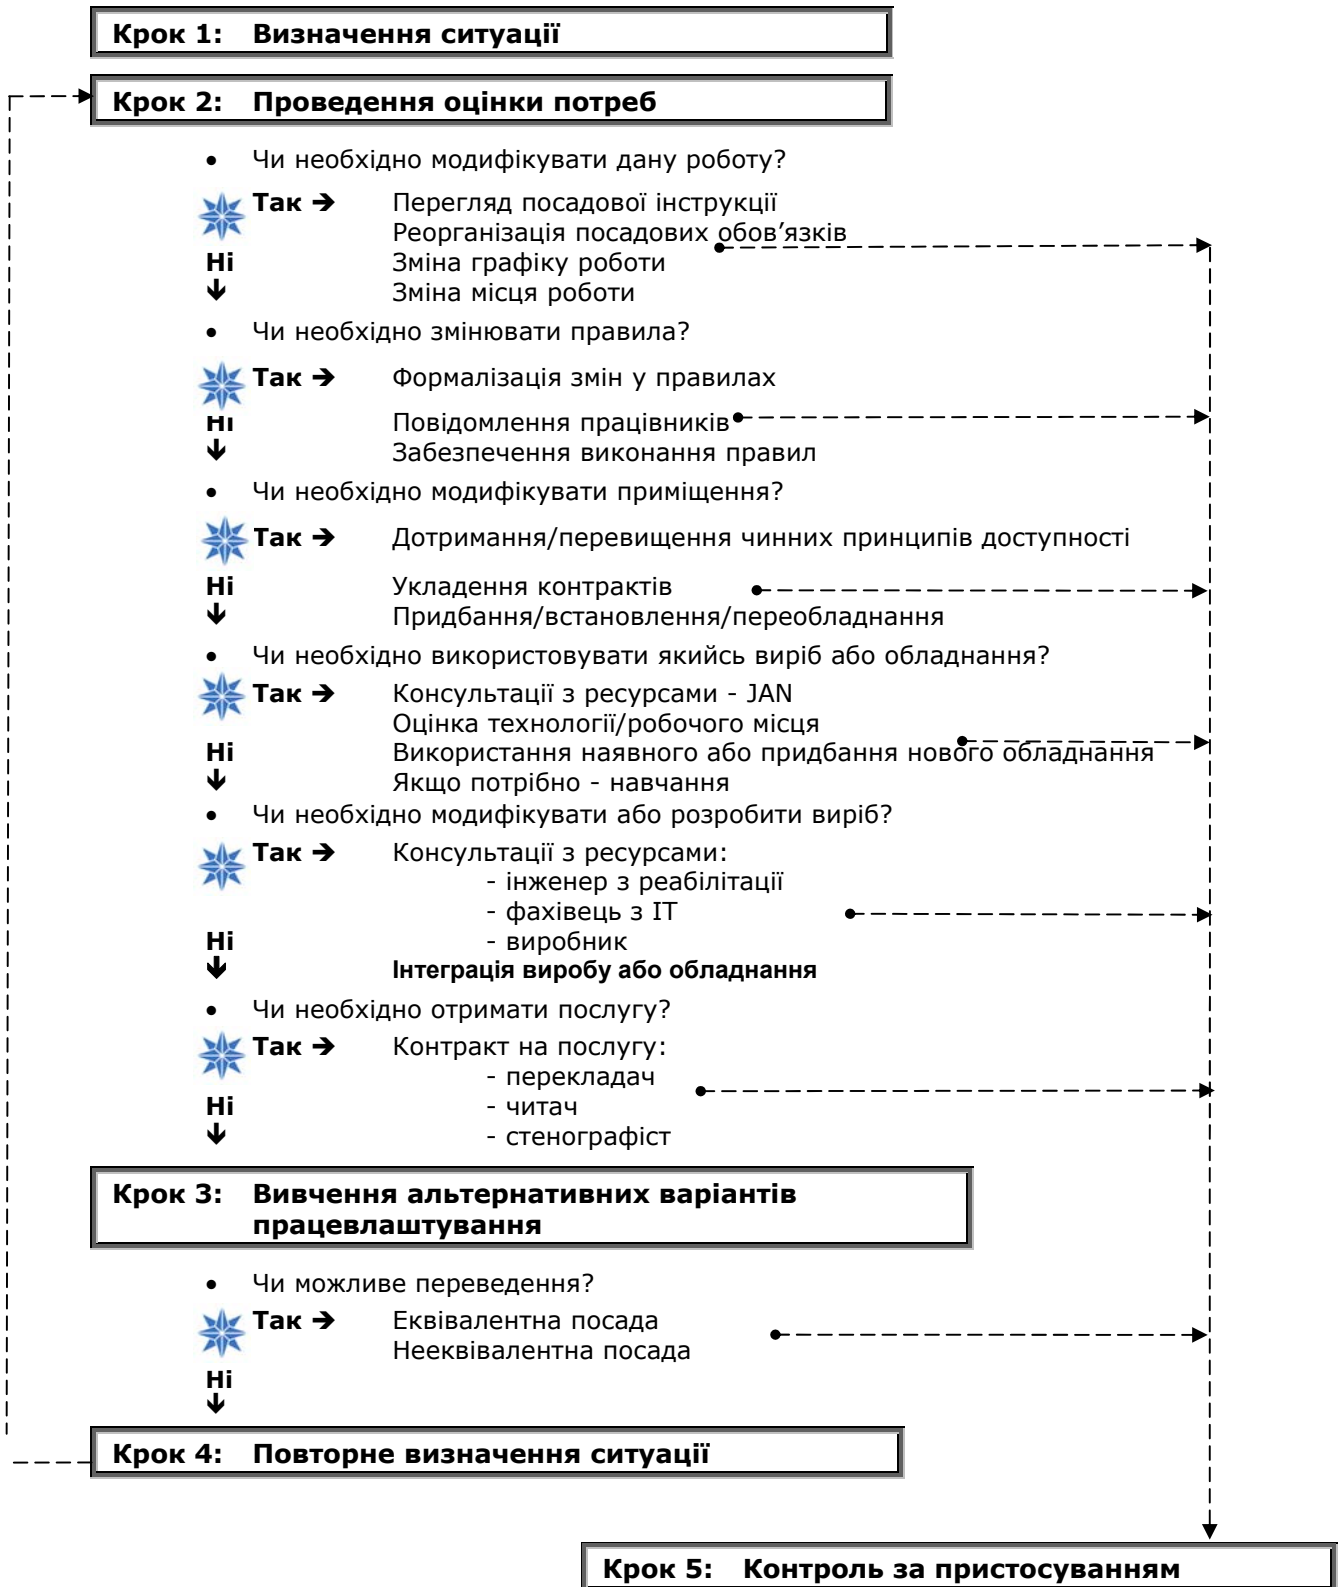 Крок 1: Визначення ситуації
Крок 2: Проведення оцінки потреб
• Чи необхідно модифікувати дану роботу?
Так ➔ Перегляд посадової інструкції
Реорганізація посадових обов’язків
Ні Зміна графіку роботи
🡻 Зміна місця роботи
• Чи необхідно змінювати правила?
Так ➔ Формалізація змін у правилах
Ні Повідомлення працівників
🡻 Забезпечення виконання правил
• Чи необхідно модифікувати приміщення?
Так ➔ Дотримання/перевищення чинних принципів доступності
Ні Укладення контрактів
🡻 Придбання/встановлення/переобладнання
• Чи необхідно використовувати якийсь виріб або обладнання?
Так ➔ Консультації з ресурсами - JAN
Оцінка технології/робочого місця
Ні Використання наявного або придбання нового обладнання
🡻 Якщо потрібно - навчання
• Чи необхідно модифікувати або розробити виріб?
Так ➔ Консультації з ресурсами:
- інженер з реабілітації
- фахівець з ІТ
Ні - виробник
🡻 Інтеграція виробу або обладнання
• Чи необхідно отримати послугу?
Так ➔ Контракт на послугу:
- перекладач
Ні - читач
🡻 - стенографіст
Крок 3: Вивчення альтернативних варіантів
працевлаштування
• Чи можливе переведення?
Так ➔ Еквівалентна посада
Нееквівалентна посада
Ні
🡻
Крок 4: Повторне визначення ситуації
Крок 5: Контроль за пристосуванням